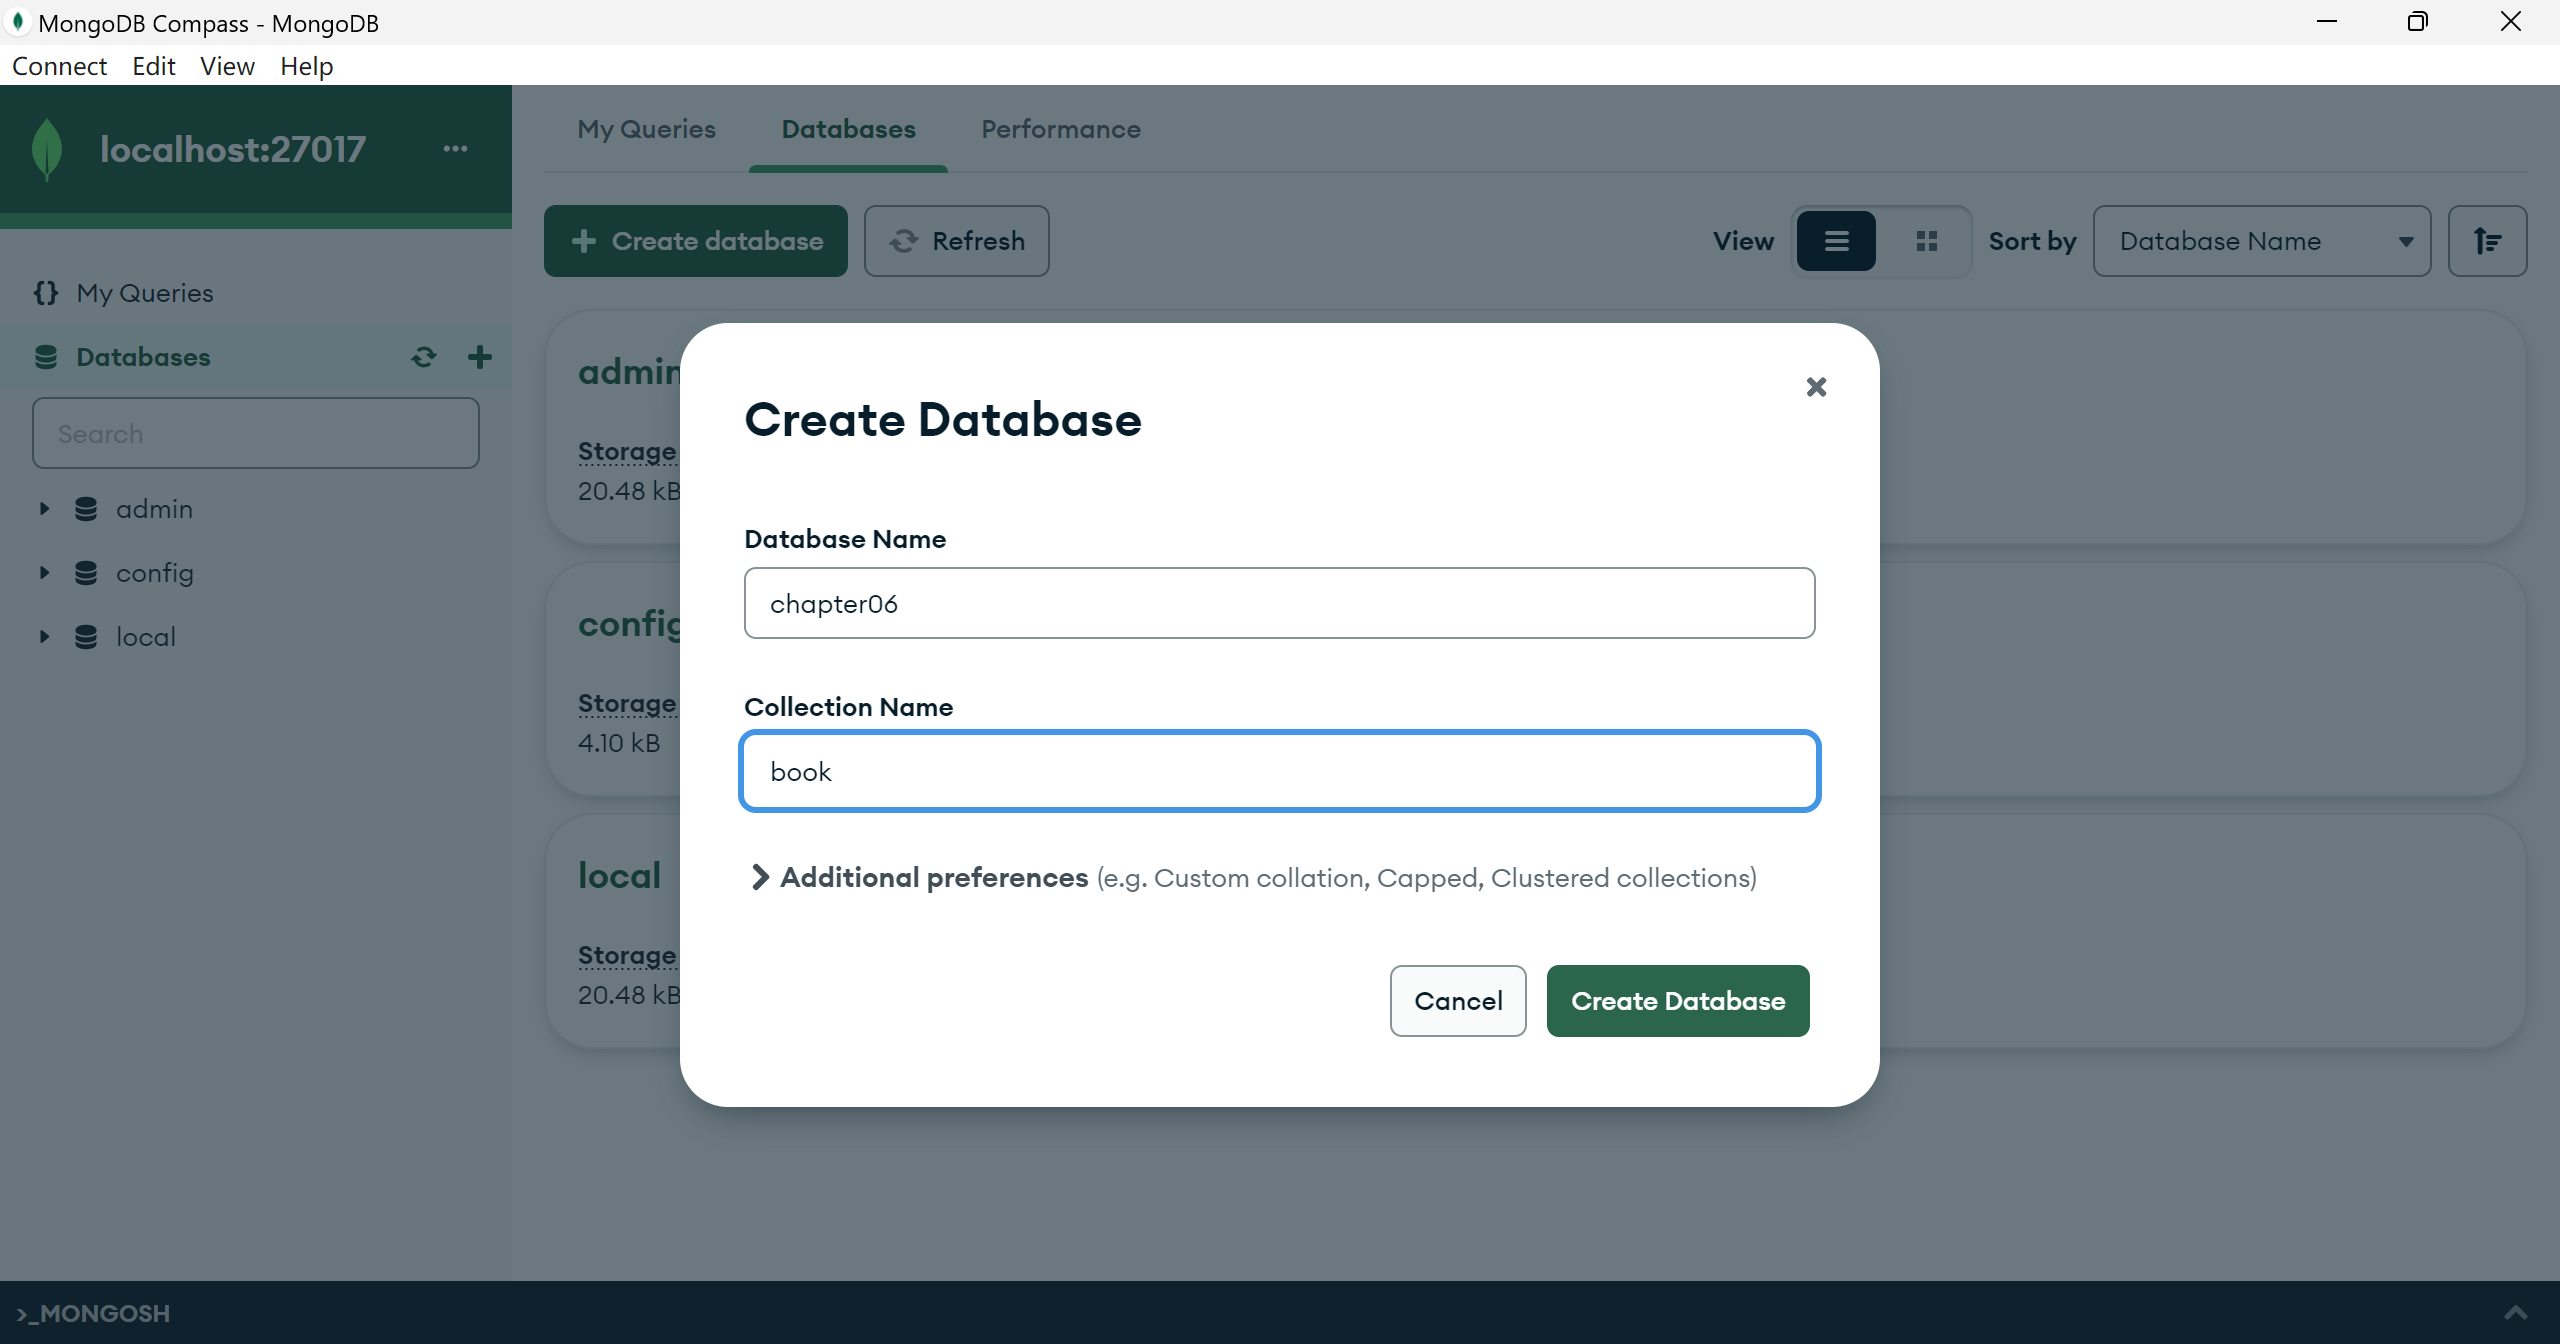 MongoDB Compass - MongoDB
Connect Edit View Help
localhost:27017 ...
My Queries Databases Performance
Create database Refresh View Sort by Database Name
{} My Queries
Databases
Search
admin
config
local
admin
Storage
20.48 kB
config
Storage
4.10 kB
local
Storage
20.48 kB
Create Database
Database Name
chapter06
Collection Name
book
Additional preferences (e.g. Custom collation, Capped, Clustered collections)
Cancel Create Database
>_MONGOSH